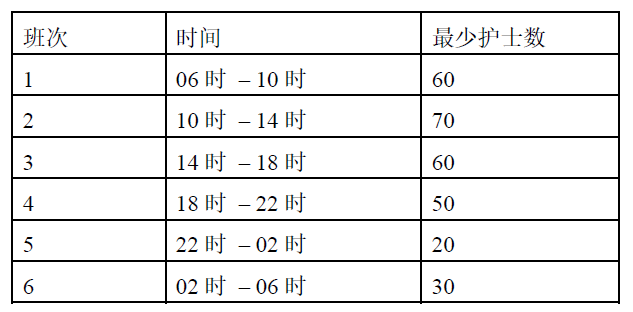 班次 时间 最少护士数
1 06 时 – 10 时 60
2 10 时 – 14 时 70
3 14 时 – 18 时 60
4 18 时 – 22 时 50
5 22 时 – 02 时 20
6 02 时 – 06 时 30